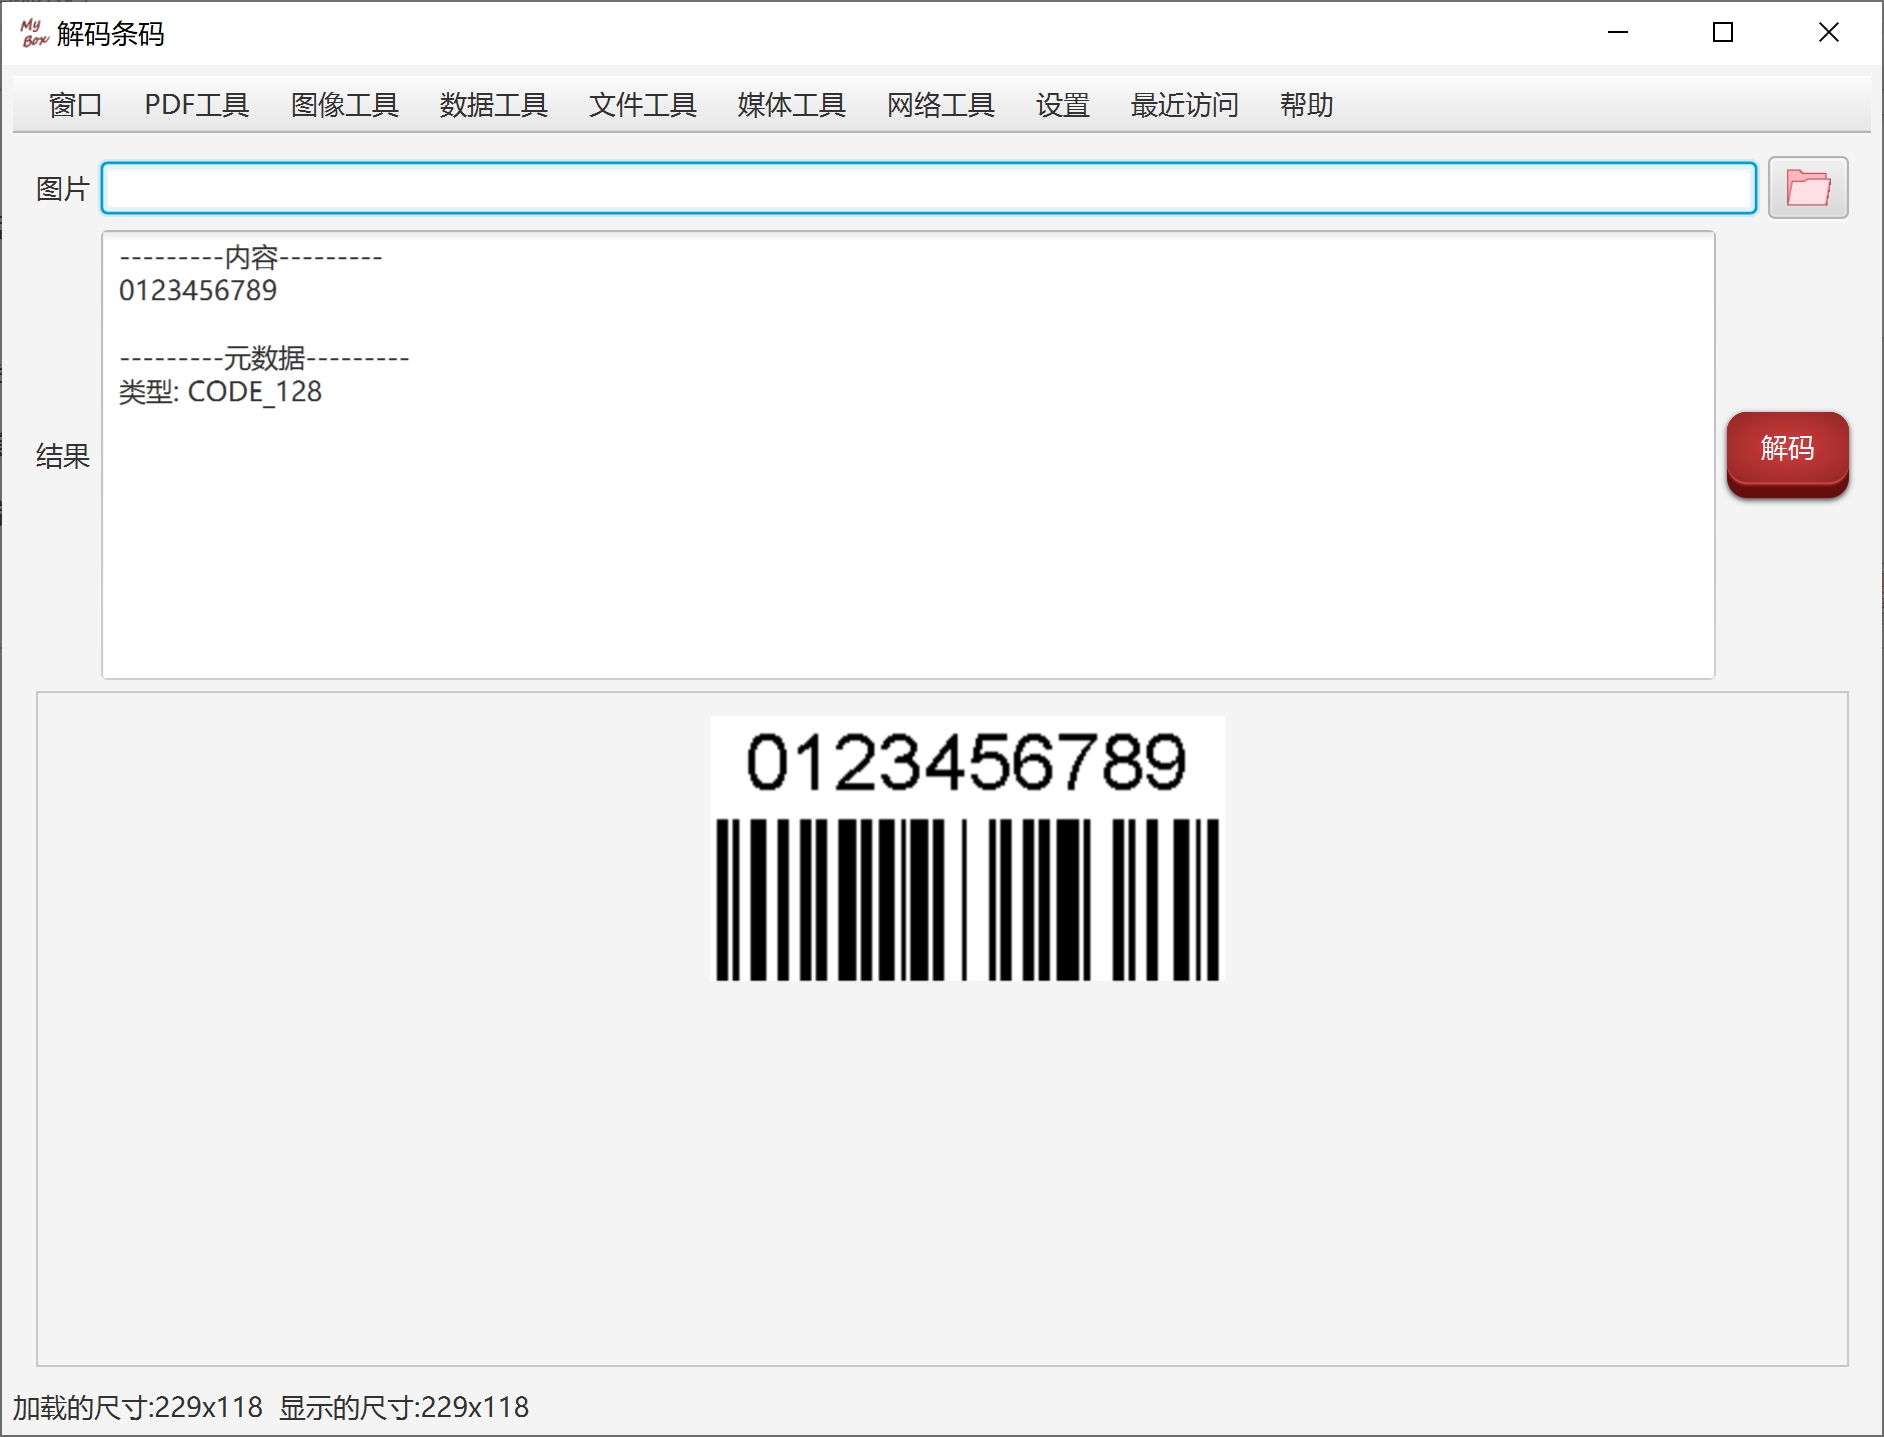 My
Box 解码条码
窗口 PDF工具 图像工具 数据工具 文件工具 媒体工具 网络工具 设置 最近访问 帮助
图片
---------内容---------
0123456789
---------元数据---------
类型: CODE_128
结果
解码
0123456789
加载的尺寸:229x118 显示的尺寸:229x118